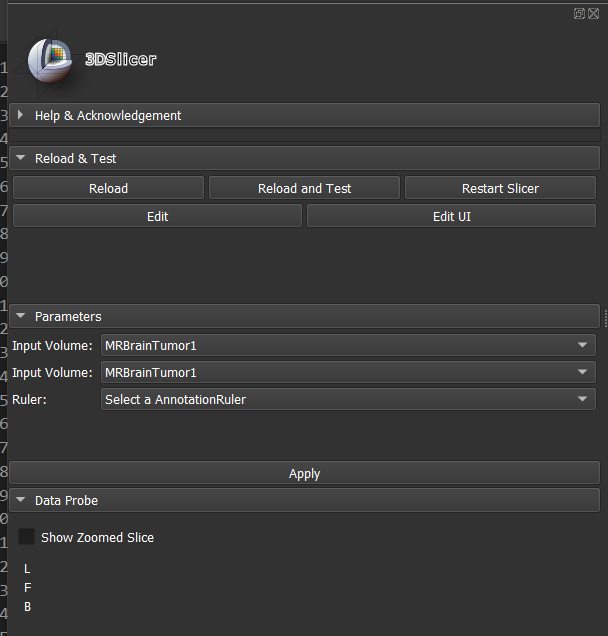 3DSlicer
Help & Acknowledgement
Reload & Test
Reload Reload and Test Restart Slicer
Edit Edit UI
Parameters
Input Volume: MRBrainTumor1
Input Volume: MRBrainTumor1
Ruler: Select a AnnotationRuler
Apply
Data Probe
Show Zoomed Slice
L
F
B